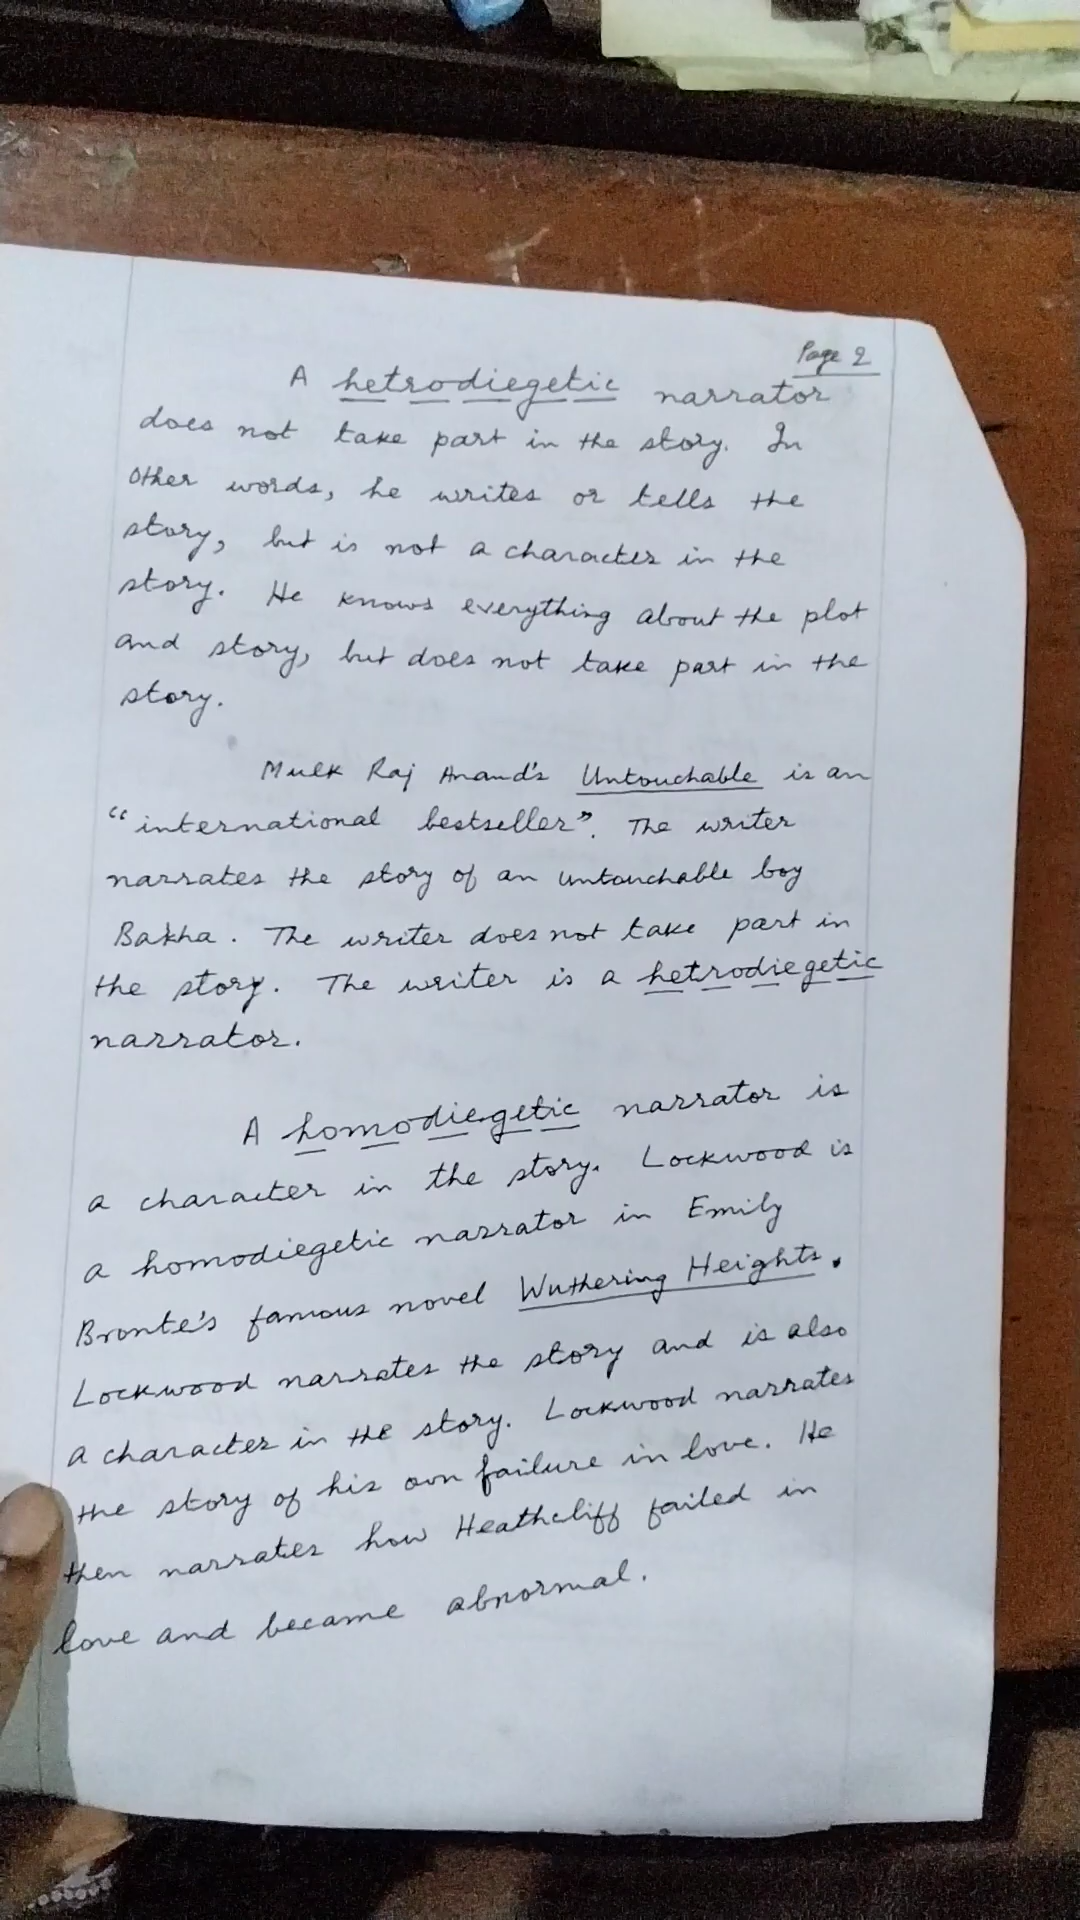 Page 2
A hetrodiegetic narrator
does not take part in the story. In
other words, he writes or tells the
story, but is not a character in the
story. He knows everything about the plot
and story, but does not take part in the
story.
Mulk Raj Anand's Untouchable is an
"international bestseller". The writer
narrates the story of an untouchable boy
Bakha. The writer does not take part in
the story. The writer is a hetrodiegetic
narrator.
A homodiegetic narrator is
a character in the story. Lockwood is
a homodiegetic narrator in Emily
Bronte's famous novel Wuthering Heights.
Lockwood narrates the story and is also
a character in the story. Lockwood narrates
the story of his own failure in love. He
then narrates how Heathcliff failed in
love and became abnormal.